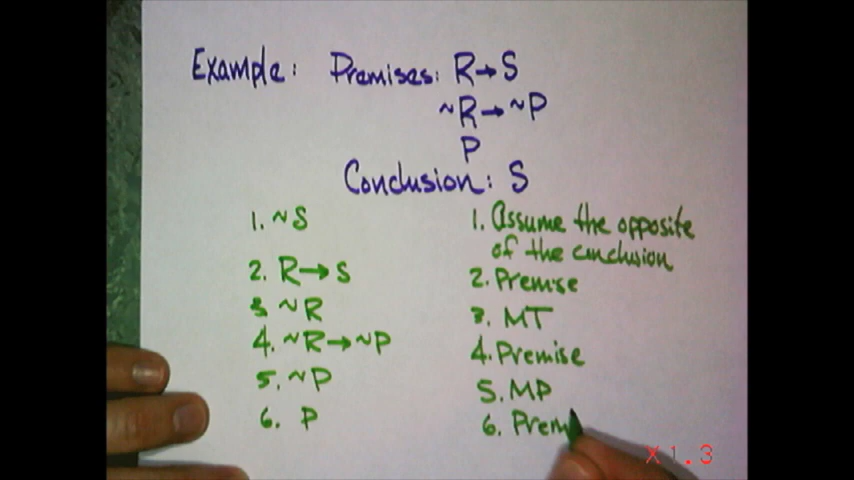 Example: Premises: R→S
~R→~P
P
Conclusion: S
1. ~S 1. Assume the opposite
of the conclusion
2. R→S 2. Premise
3 ~R 3. MT
4. ~R→~P 4. Premise
5. ~P 5. MP
6. P 6. Prem
X1.3